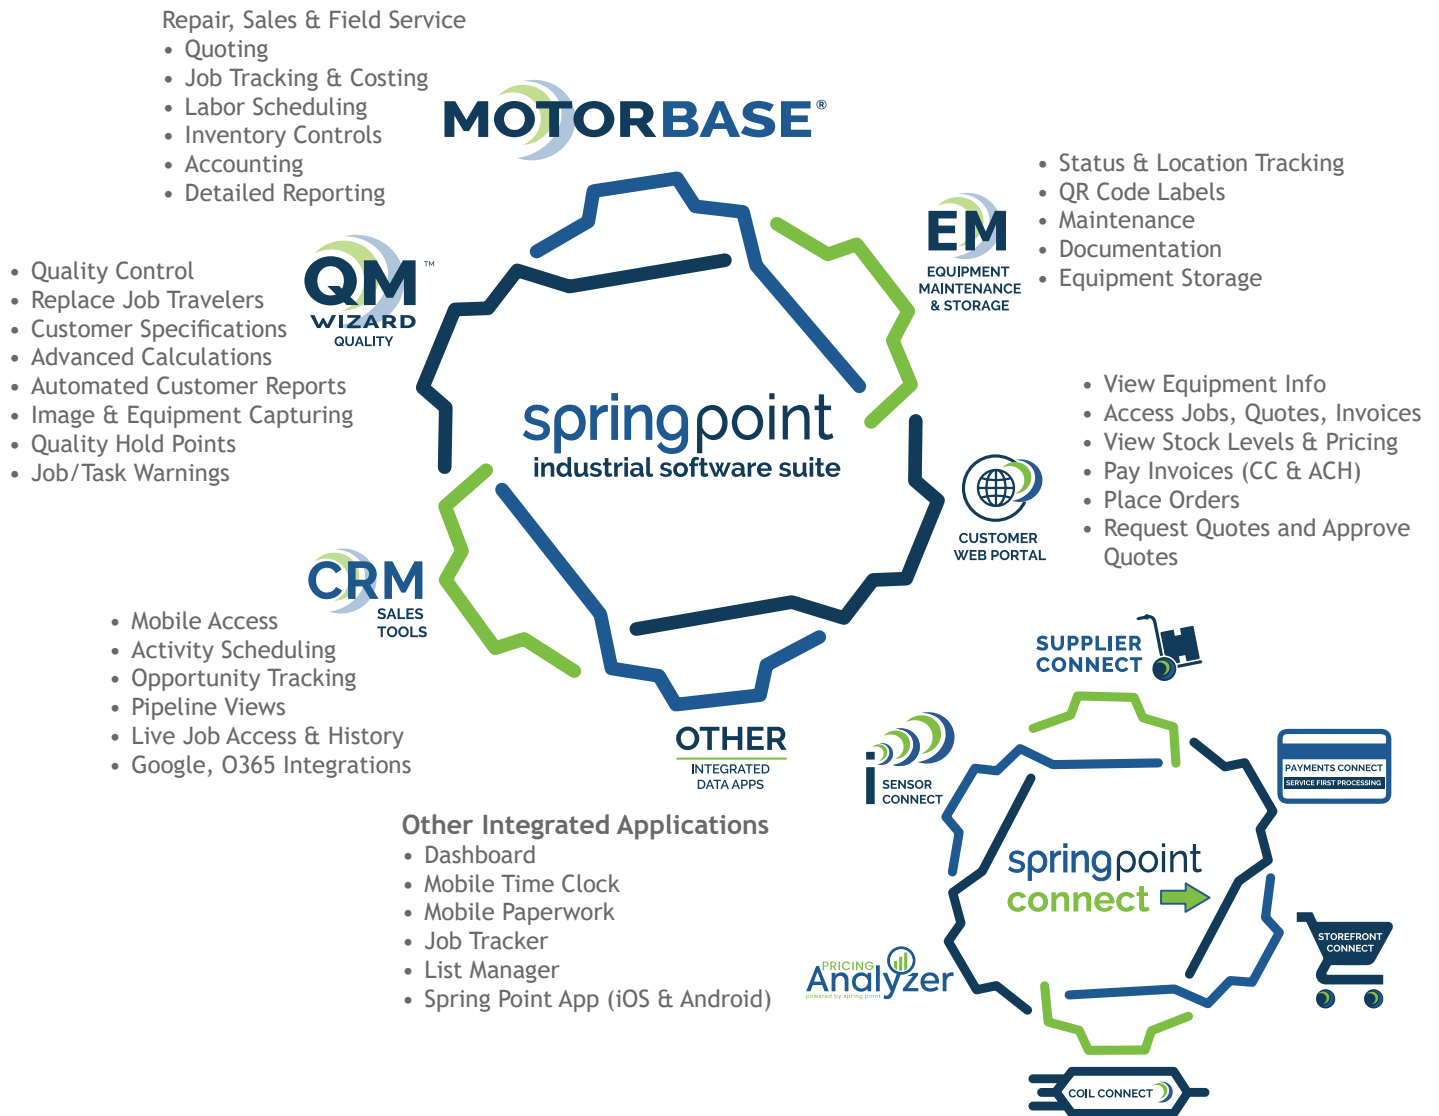 Repair, Sales & Field Service
• Quoting
• Job Tracking & Costing
• Labor Scheduling
• Inventory Controls
• Accounting
• Detailed Reporting
MOTORBASE®
EM
EQUIPMENT
MAINTENANCE
& STORAGE
• Status & Location Tracking
• QR Code Labels
• Maintenance
• Documentation
• Equipment Storage
• Quality Control
• Replace Job Travelers
• Customer Specifications
• Advanced Calculations
• Automated Customer Reports
• Image & Equipment Capturing
• Quality Hold Points
• Job/Task Warnings
QM™
WIZARD
QUALITY
springpoint
industrial software suite
CUSTOMER
WEB PORTAL
• View Equipment Info
• Access Jobs, Quotes, Invoices
• View Stock Levels & Pricing
• Pay Invoices (CC & ACH)
• Place Orders
• Request Quotes and Approve
Quotes
CRM
SALES
TOOLS
• Mobile Access
• Activity Scheduling
• Opportunity Tracking
• Pipeline Views
• Live Job Access & History
• Google, O365 Integrations
OTHER
INTEGRATED
DATA APPS
Other Integrated Applications
• Dashboard
• Mobile Time Clock
• Mobile Paperwork
• Job Tracker
• List Manager
• Spring Point App (iOS & Android)
SUPPLIER
CONNECT
i SENSOR
CONNECT
PAYMENTS CONNECT
SERVICE FIRST PROCESSING
springpoint
connect
STOREFRONT
CONNECT
PRICING
Analyzer
powered by spring point
COIL CONNECT